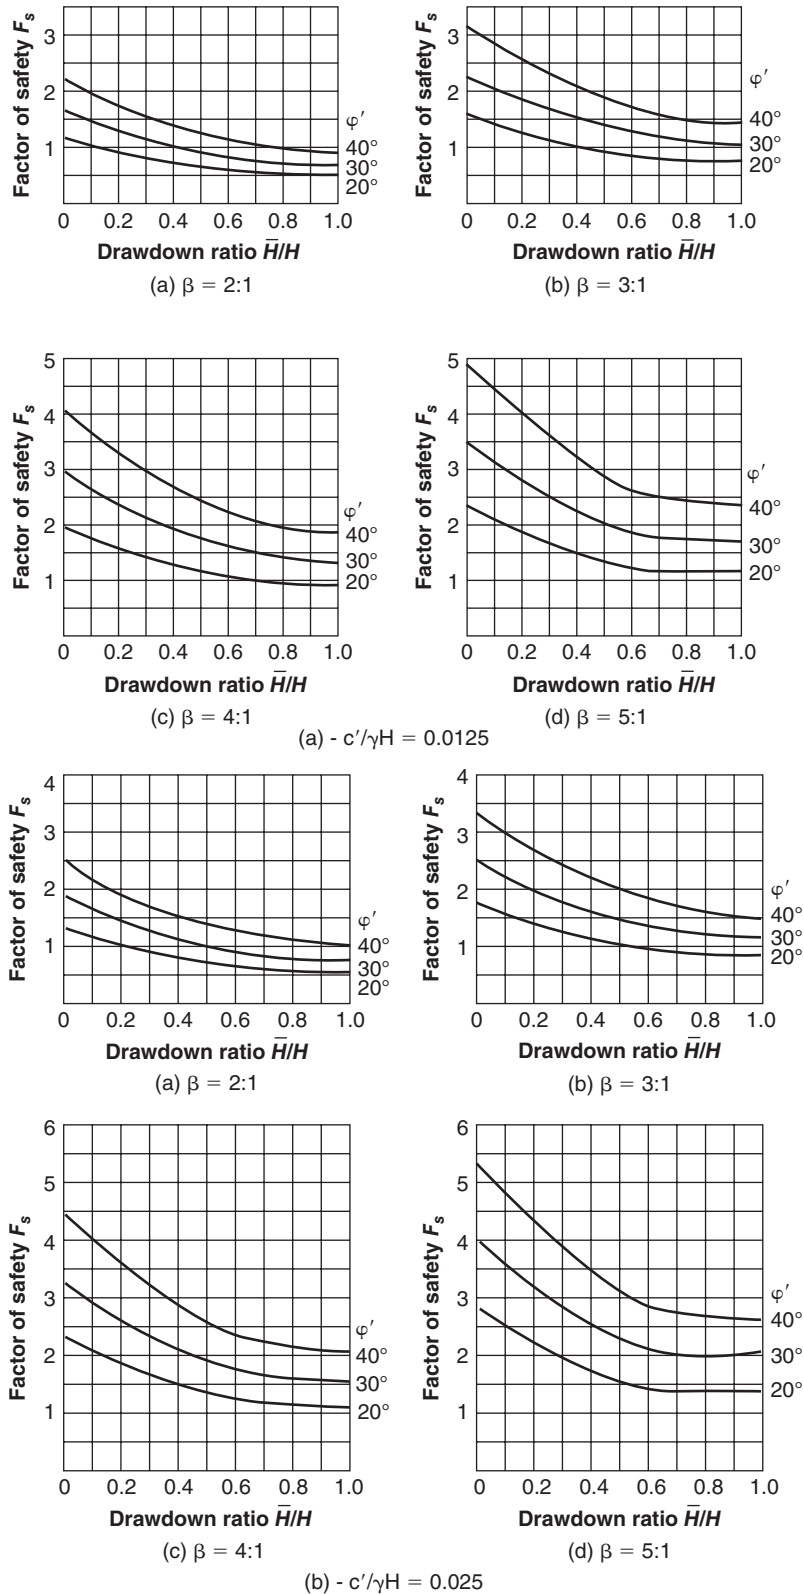 Factor of safety Fs
3
2
1
φ′
40°
30°
20°
0 0.2 0.4 0.6 0.8 1.0
Drawdown ratio H̅/H
(a) β = 2:1
Factor of safety Fs
3
2
1
φ′
40°
30°
20°
0 0.2 0.4 0.6 0.8 1.0
Drawdown ratio H̅/H
(b) β = 3:1
Factor of safety Fs
5
4
3
2
1
φ′
40°
30°
20°
0 0.2 0.4 0.6 0.8 1.0
Drawdown ratio H̅/H
(c) β = 4:1
Factor of safety Fs
5
4
3
2
1
φ′
40°
30°
20°
0 0.2 0.4 0.6 0.8 1.0
Drawdown ratio H̅/H
(d) β = 5:1
(a) - c′/γH = 0.0125
Factor of safety Fs
4
3
2
1
φ′
40°
30°
20°
0 0.2 0.4 0.6 0.8 1.0
Drawdown ratio H̅/H
(a) β = 2:1
Factor of safety Fs
4
3
2
1
φ′
40°
30°
20°
0 0.2 0.4 0.6 0.8 1.0
Drawdown ratio H̅/H
(b) β = 3:1
Factor of safety Fs
6
5
4
3
2
1
φ′
40°
30°
20°
0 0.2 0.4 0.6 0.8 1.0
Drawdown ratio H̅/H
(c) β = 4:1
Factor of safety Fs
6
5
4
3
2
1
φ′
40°
30°
20°
0 0.2 0.4 0.6 0.8 1.0
Drawdown ratio H̅/H
(d) β = 5:1
(b) - c′/γH = 0.025